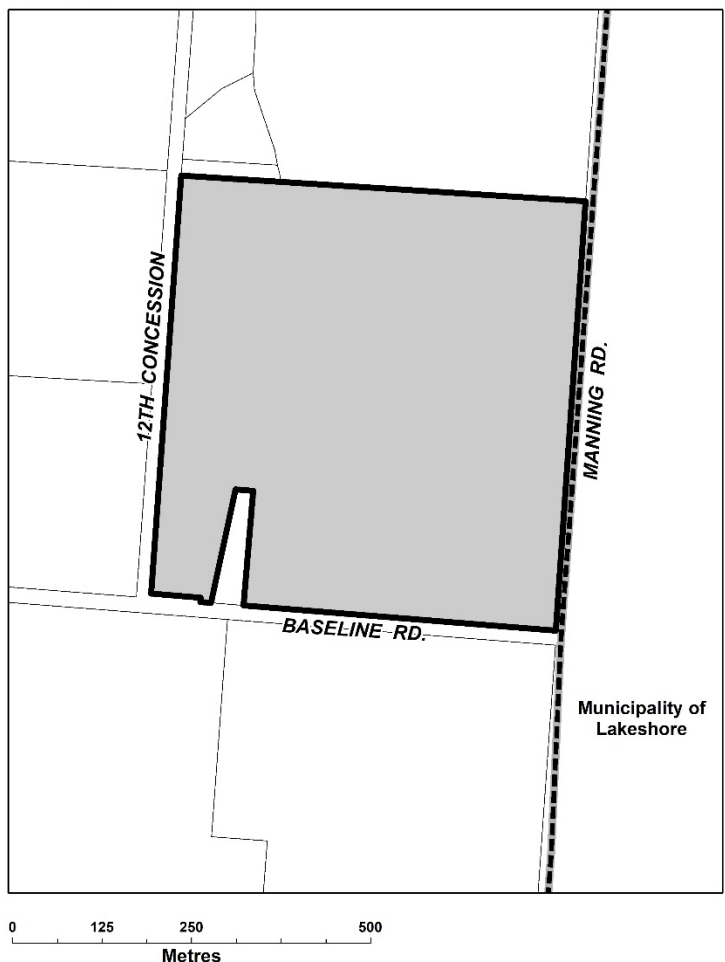 12TH CONCESSION
MANNING RD.
BASELINE RD.
Municipality of
Lakeshore
0 125 250 500
Metres